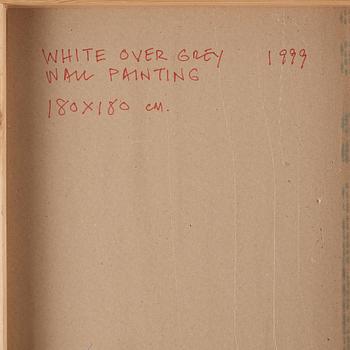 WHITE OVER GREY 1999
WALL PAINTING
180X180 CM.